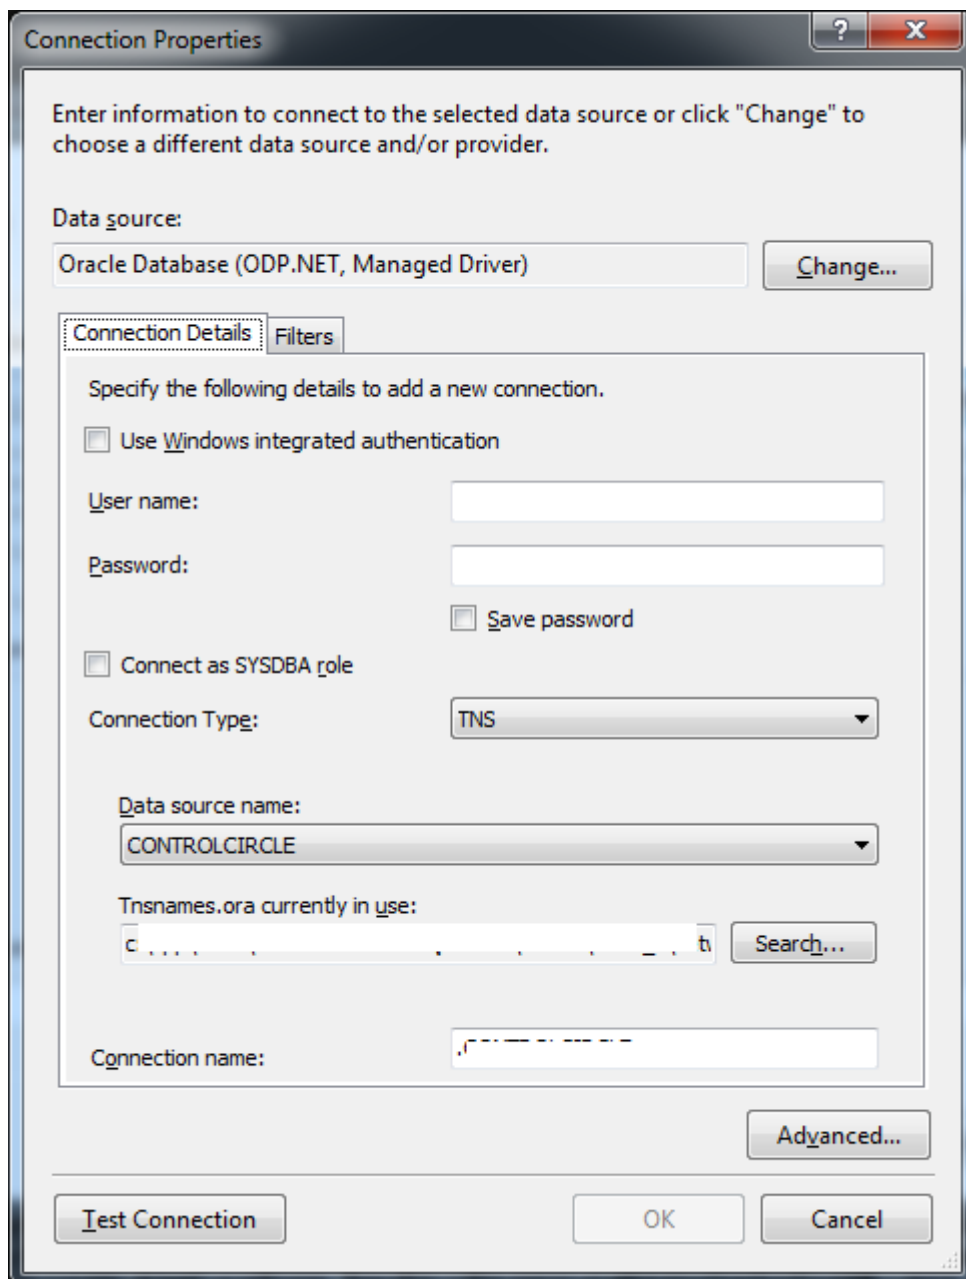 Connection Properties
?
Enter information to connect to the selected data source or click "Change" to
choose a different data source and/or provider.
Data source:
Oracle Database (ODP.NET, Managed Driver)
Change...
Connection Details
Filters
Specify the following details to add a new connection.
Use Windows integrated authentication
User name:
Password:
Save password
Connect as SYSDBA role
Connection Type:
TNS
Data source name:
CONTROLCIRCLE
Tnsnames.ora currently in use:
Search...
Connection name:
Advanced...
Test Connection
OK
Cancel